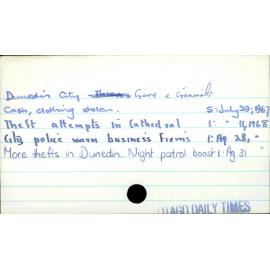 Dunedin City Crime & Criminals
Cash, clothing stolen. 5: July 29, 1967
Theft attempts in Cathedral 1: " 11, 1968
City police warn business firms 1: Ag 28, "
More thefts in Dunedin. Night patrol boost 1: Ag 31 "
OTAGO DAILY TIMES